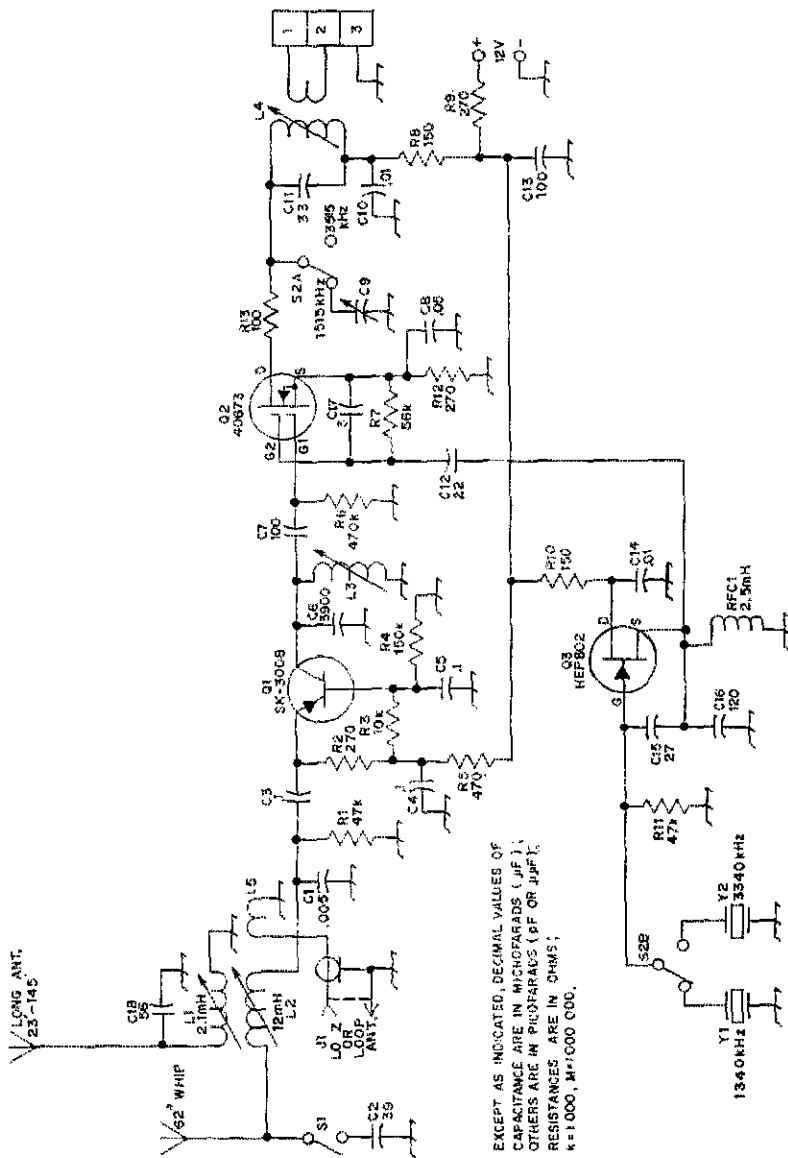 LONG ANT.
23'-145'
62" WHIP
C18
56
L1
2.1mH
L2
12mH
L5
S1
C2
39
J1
LO Z
OR
LOOP
ANT.
C1
.005
R1
47k
C3
.1
R2
270
R3
10k
C4
.1
R5
470
Q1
SK-3008
C5
.1
R4
150k
C6
3900
L3
C7
100
R6
470k
Q2
40673
G2
G1
D
S
C17
R7
56k
C12
22
R12
270
C8
.05
R13
100
S2A
1515kHz
C9
3515
kHz
C11
33
C10
.01
L4
1
2
3
R8
150
R9
270
+
12V
-
C13
100
R10
150
C14
.01
Q3
HEP802
G
D
S
RFC1
2.5mH
C15
27
C16
120
R11
47k
S2B
Y1
1340kHz
Y2
3340kHz
EXCEPT AS INDICATED, DECIMAL VALUES OF
CAPACITANCE ARE IN MICROFARADS (µF);
OTHERS ARE IN PICOFARADS (pF OR µµF);
RESISTANCES ARE IN OHMS;
k=1000, M=1000 000.